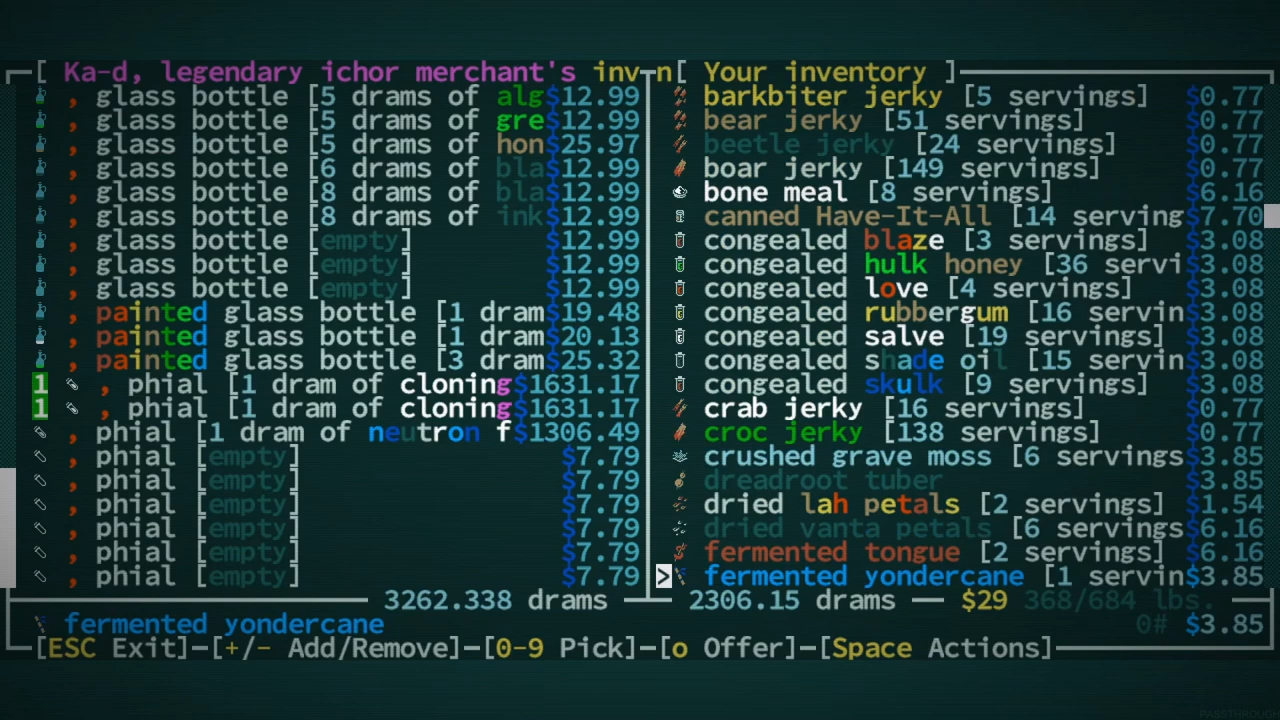 [ Ka-d, legendary ichor merchant's inv n[ Your inventory ]
, glass bottle [5 drams of alg$12.99 barkbiter jerky [5 servings] $0.77
, glass bottle [5 drams of gre$12.99 bear jerky [51 servings] $0.77
, glass bottle [5 drams of hon$25.97 beetle jerky [24 servings] $0.77
, glass bottle [6 drams of bla$12.99 boar jerky [149 servings] $0.77
, glass bottle [8 drams of bla$12.99 bone meal [8 servings] $6.16
, glass bottle [8 drams of ink$12.99 canned Have-It-All [14 serving$7.70
, glass bottle [empty] $12.99 congealed blaze [3 servings] $3.08
, glass bottle [empty] $12.99 congealed hulk honey [36 servi$3.08
, glass bottle [empty] $12.99 congealed love [4 servings] $3.08
, painted glass bottle [1 dram$19.48 congealed rubbergum [16 servin$3.08
, painted glass bottle [1 dram$20.13 congealed salve [19 servings] $3.08
, painted glass bottle [3 dram$25.32 congealed shade oil [15 servin$3.08
1 , phial [1 dram of cloning$1631.17 congealed skulk [9 servings] $3.08
1 , phial [1 dram of cloning$1631.17 crab jerky [16 servings] $0.77
, phial [1 dram of neutron f$1306.49 croc jerky [138 servings] $0.77
, phial [empty] $7.79 crushed grave moss [6 servings$3.85
, phial [empty] $7.79 dreadroot tuber $3.85
, phial [empty] $7.79 dried lah petals [2 servings] $1.54
, phial [empty] $7.79 dried vanta petals [6 servings$6.16
, phial [empty] $7.79 fermented tongue [2 servings] $6.16
, phial [empty] $7.79 > fermented yondercane [1 servin$3.85
3262.338 drams 2306.15 drams — $29 368/684 lbs.
fermented yondercane 0# $3.85
[ESC Exit]—[+/- Add/Remove]—[0-9 Pick]—[o Offer]—[Space Actions]